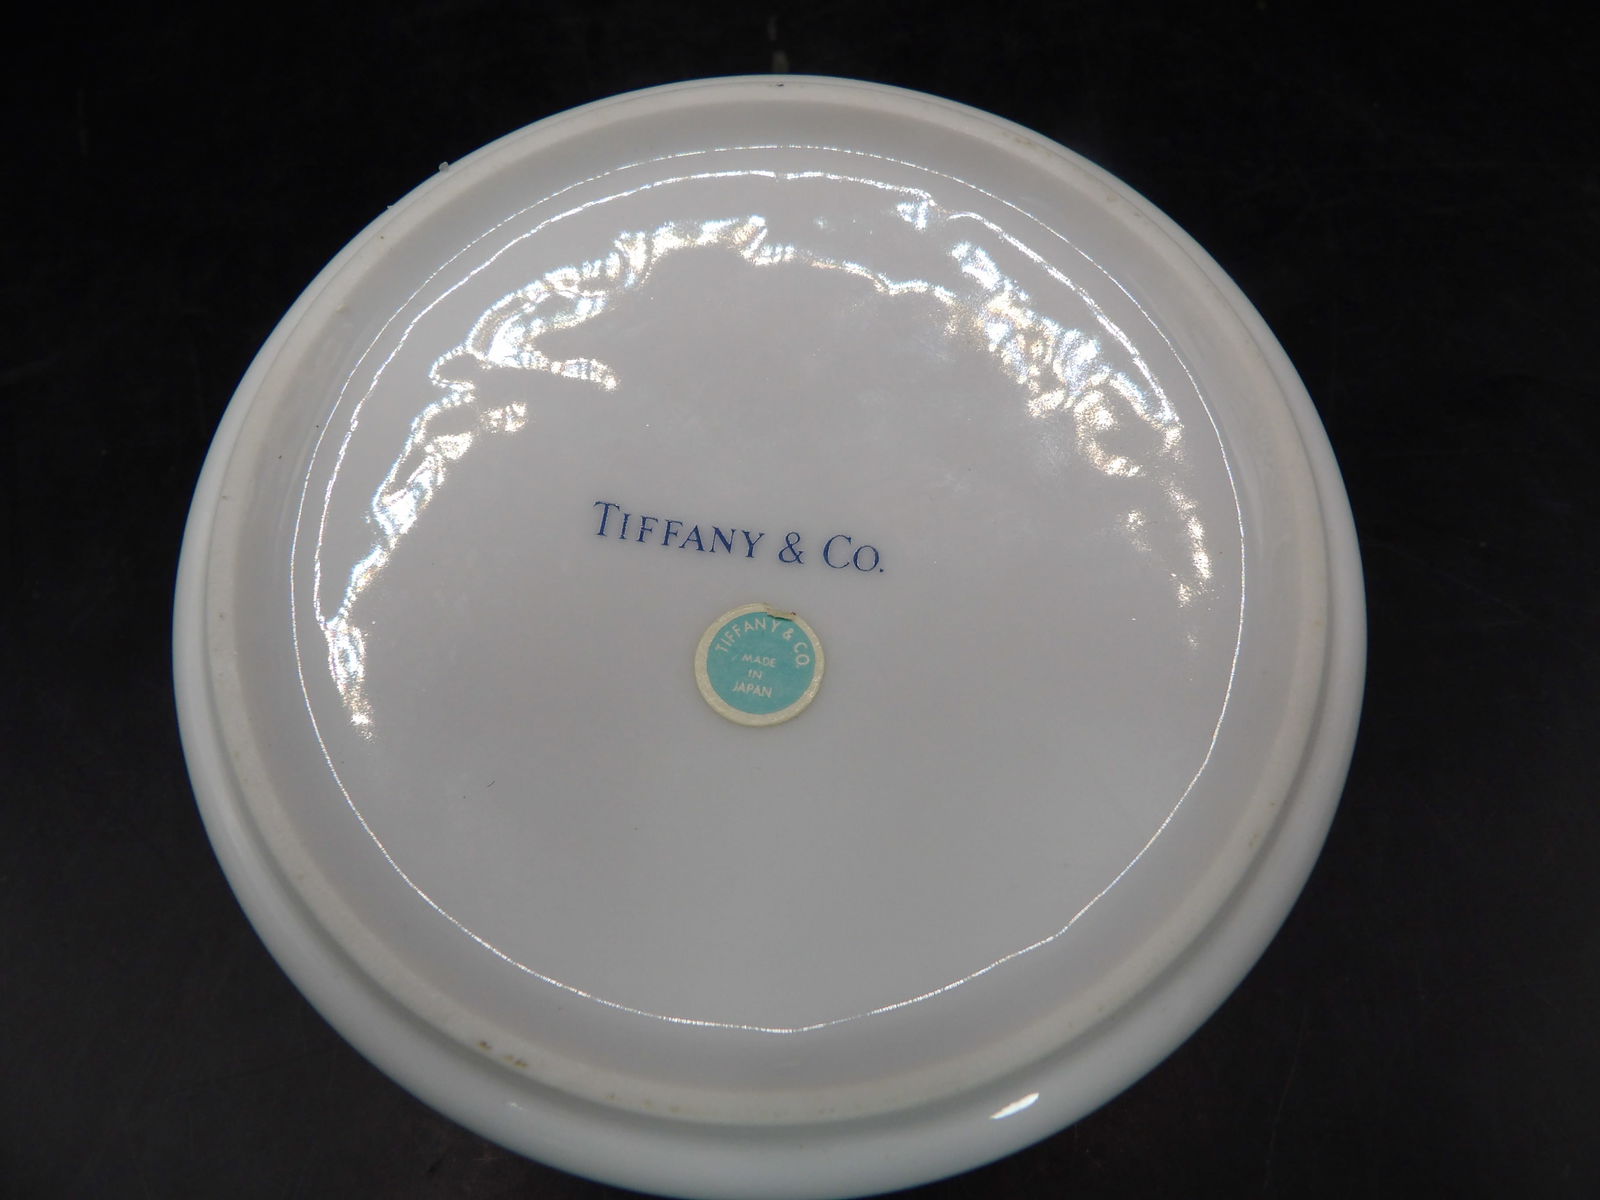 TIFFANY & CO.
TIFFANY & CO.
MADE
IN
JAPAN